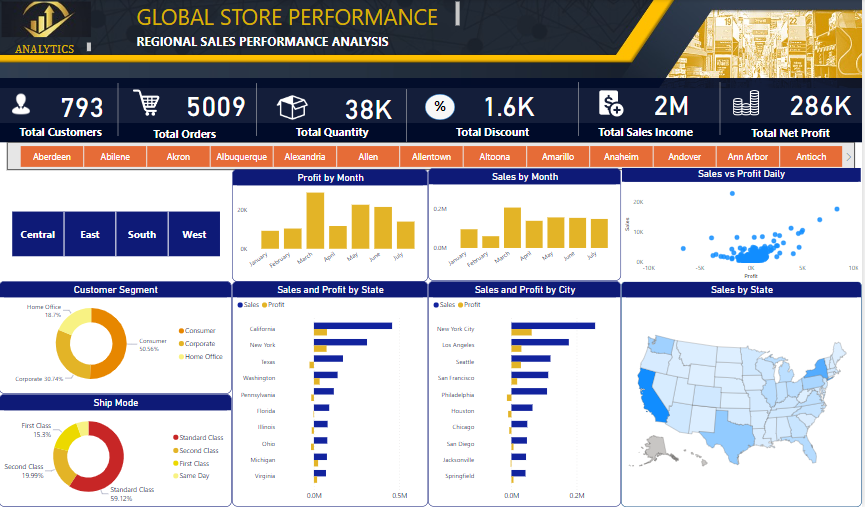 GLOBAL STORE PERFORMANCE
REGIONAL SALES PERFORMANCE ANALYSIS
ANALYTICS
793
Total Customers
5009
Total Orders
38K
Total Quantity
%
1.6K
Total Discount
2M
Total Sales Income
286K
Total Net Profit
Aberdeen Abilene Akron Albuquerque Alexandria Allen Allentown Altoona Amarillo Anaheim Andover Ann Arbor Antioch
Central East South West
Profit by Month
20K
0K
January February March April May June July
Sales by Month
0.2M
0.0M
January February March April May June July
Sales vs Profit Daily
Sales
20K
10K
0K
-10K -5K 0K 5K 10K
Profit
Customer Segment
Home Office
18.7%
Consumer
50.56%
Corporate 30.74%
Consumer
Corporate
Home Office
Ship Mode
First Class
15.3%
Second Class
19.99%
Standard Class
59.12%
Standard Class
Second Class
First Class
Same Day
Sales and Profit by State
Sales Profit
California
New York
Texas
Washington
Pennsylvania
Florida
Illinois
Ohio
Michigan
Virginia
0.0M 0.5M
Sales and Profit by City
Sales Profit
New York City
Los Angeles
Seattle
San Francisco
Philadelphia
Houston
Chicago
San Diego
Jacksonville
Springfield
0.0M 0.2M
Sales by State